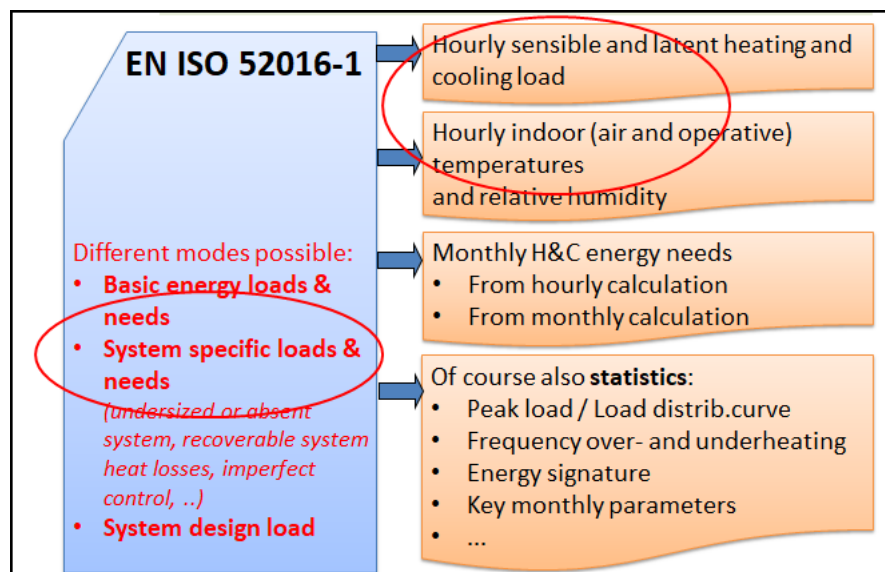 EN ISO 52016-1
Different modes possible:
• Basic energy loads &
needs
• System specific loads &
needs
(undersized or absent
system, recoverable system
heat losses, imperfect
control, ..)
• System design load
Hourly sensible and latent heating and
cooling load
Hourly indoor (air and operative)
temperatures
and relative humidity
Monthly H&C energy needs
• From hourly calculation
• From monthly calculation
Of course also statistics:
• Peak load / Load distrib.curve
• Frequency over- and underheating
• Energy signature
• Key monthly parameters
• ...